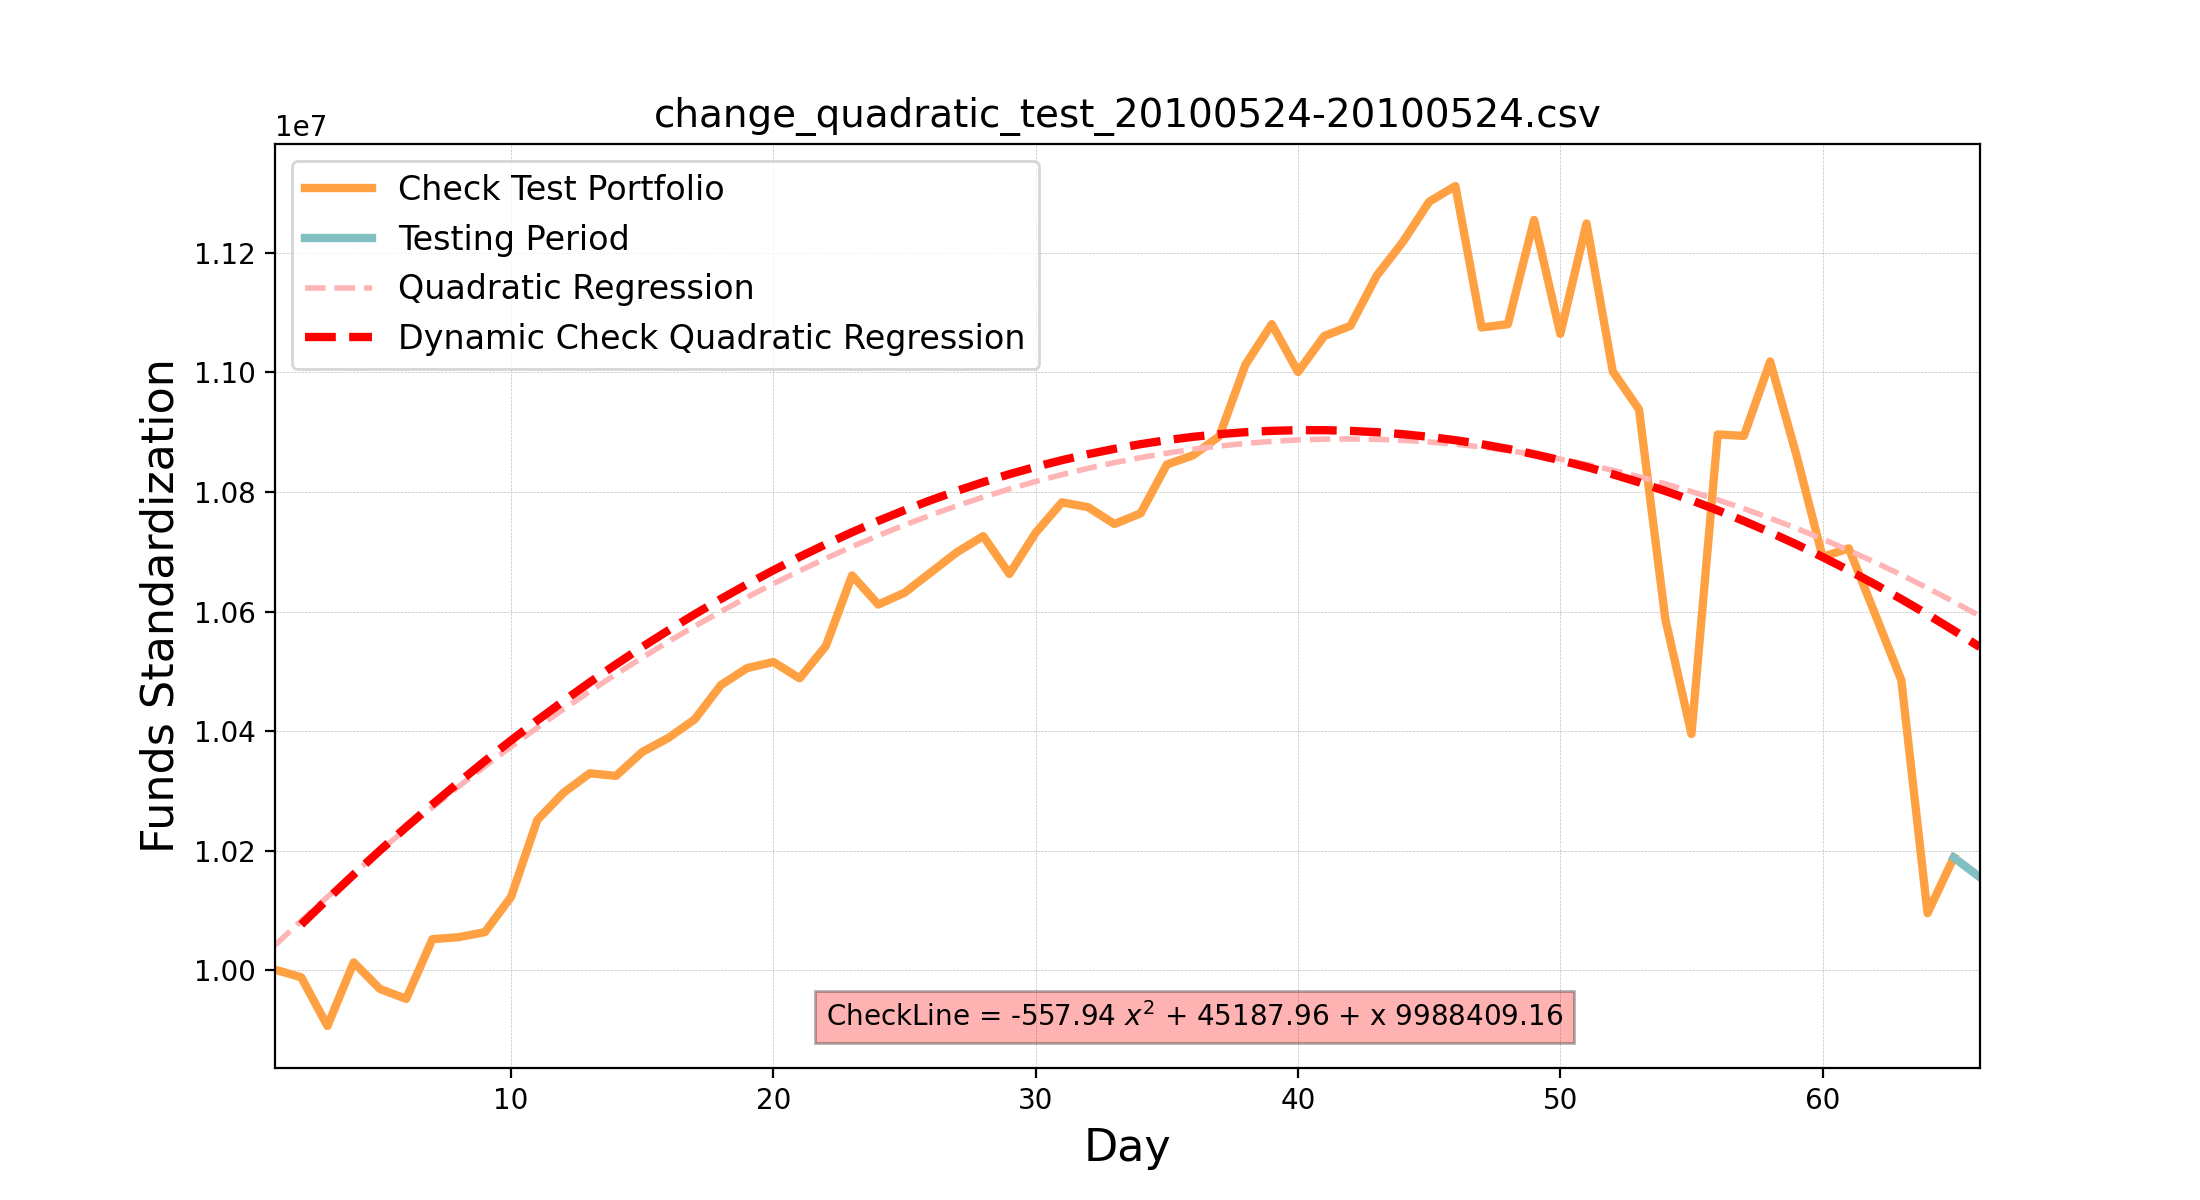 change_quadratic_test_20100524-20100524.csv
1e7
Check Test Portfolio
Testing Period
Quadratic Regression
Dynamic Check Quadratic Regression
1.12
1.10
1.08
1.06
1.04
1.02
1.00
Funds Standardization
CheckLine = -557.94 x² + 45187.96 + x 9988409.16
10 20 30 40 50 60
Day